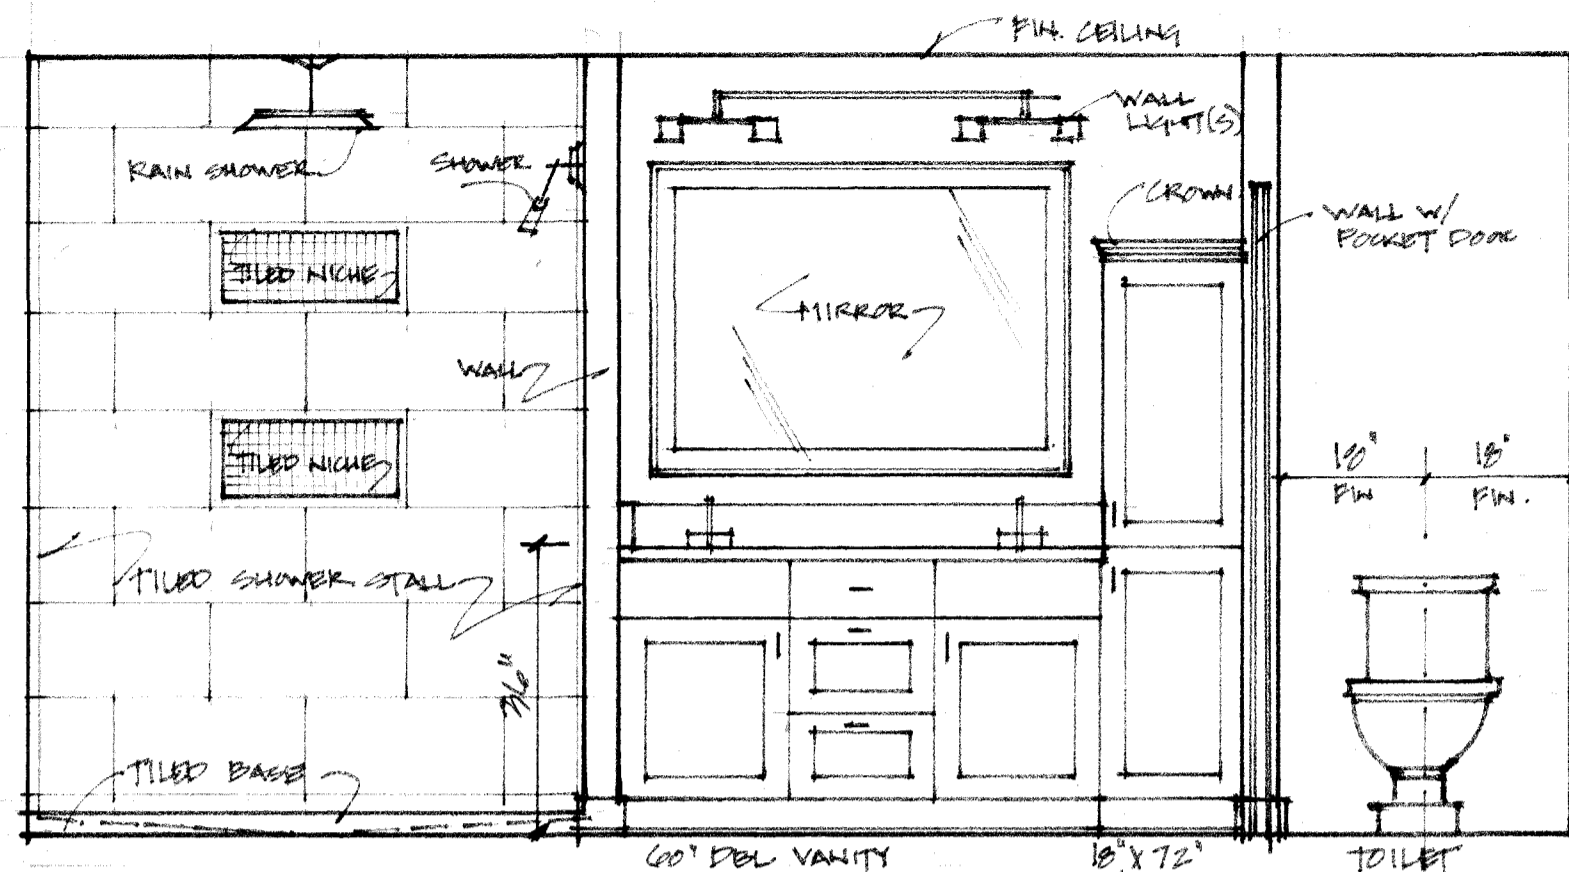 FIN. CEILING
WALL
LIGHT(S)
RAIN SHOWER
SHOWER
CROWN
WALL W/
POCKET DOOR
TILED NICHE
MIRROR
WALL
TILED NICHE
18" 18"
FIN FIN.
TILED SHOWER STALL
36"
TILED BASE
60" DBL VANITY
18" X 72"
TOILET